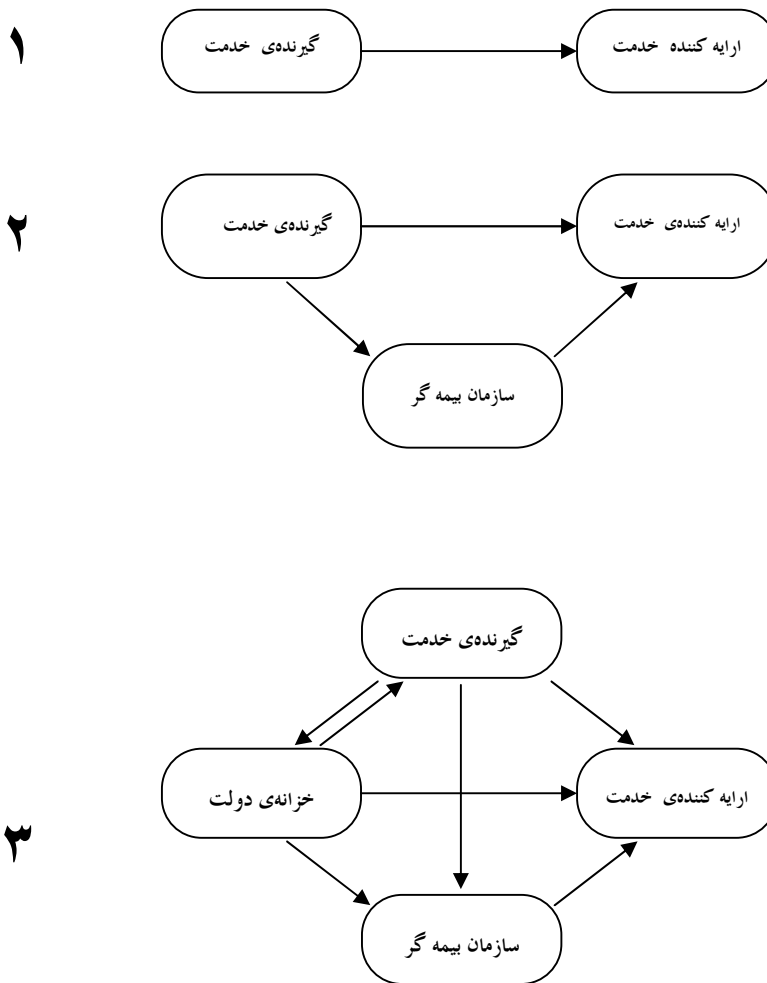 ۱
گیرنده‌ی خدمت
ارایه کننده خدمت
۲
گیرنده‌ی خدمت
ارایه کننده‌ی خدمت
سازمان بیمه گر
گیرنده‌ی خدمت
خزانه‌ی دولت
ارایه کننده‌ی خدمت
۳
سازمان بیمه گر